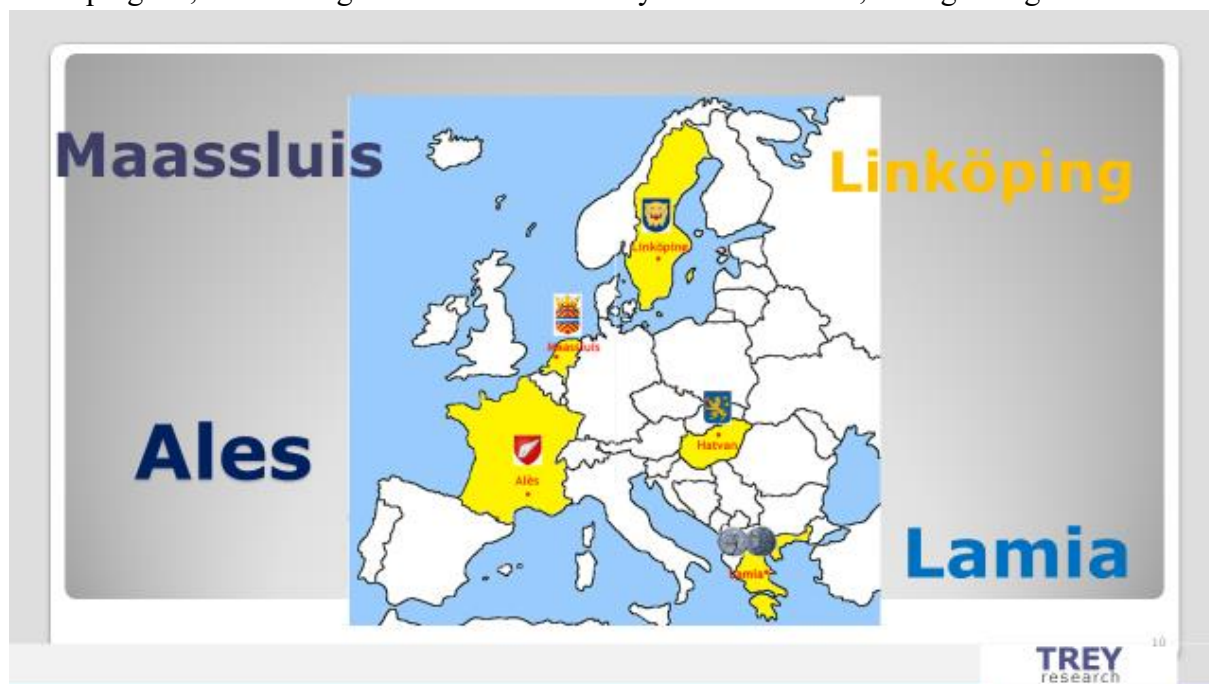 Maassluis
Linköping
Linköping
Maassluis
Hatvan
Ales
Alès
Lamia
Lamia
10
TREY
research